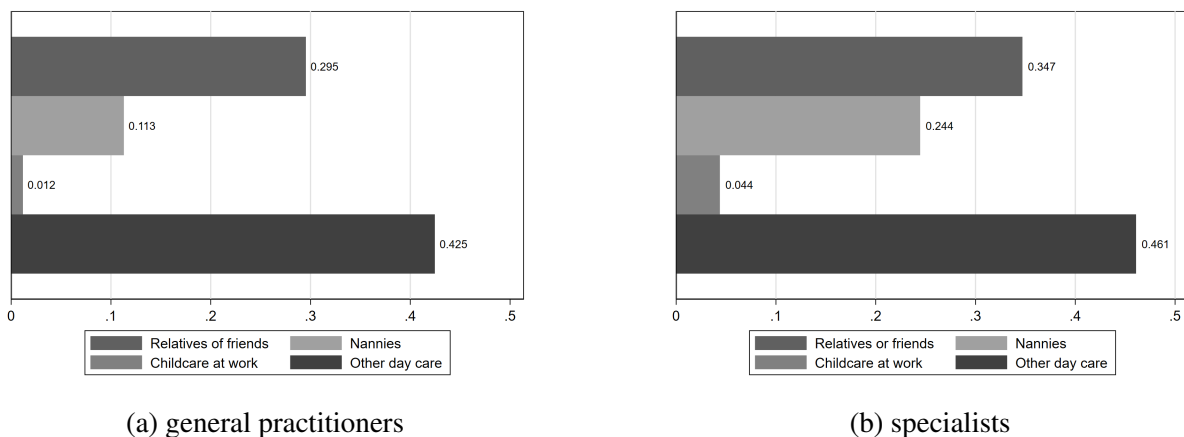 0.295
0.113
0.012
0.425
0 .1 .2 .3 .4 .5
Relatives of friends Nannies
Childcare at work Other day care
(a) general practitioners
0.347
0.244
0.044
0.461
0 .1 .2 .3 .4 .5
Relatives or friends Nannies
Childcare at work Other day care
(b) specialists